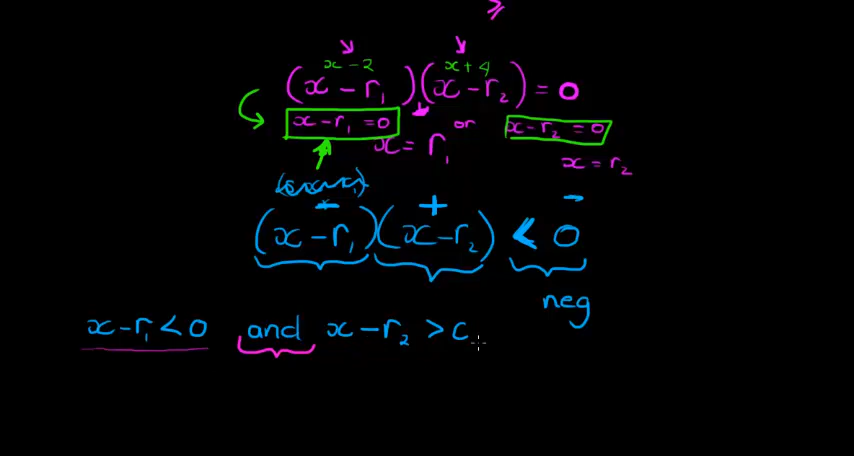 ≥
x - 2 x + 4
(x - r₁)(x - r₂) = 0
x - r₁ = 0 or x - r₂ = 0
x = r₁ x = r₂
- + -
(x - r₁)(x - r₂) < 0
neg
x - r₁ < 0 and x - r₂ > c